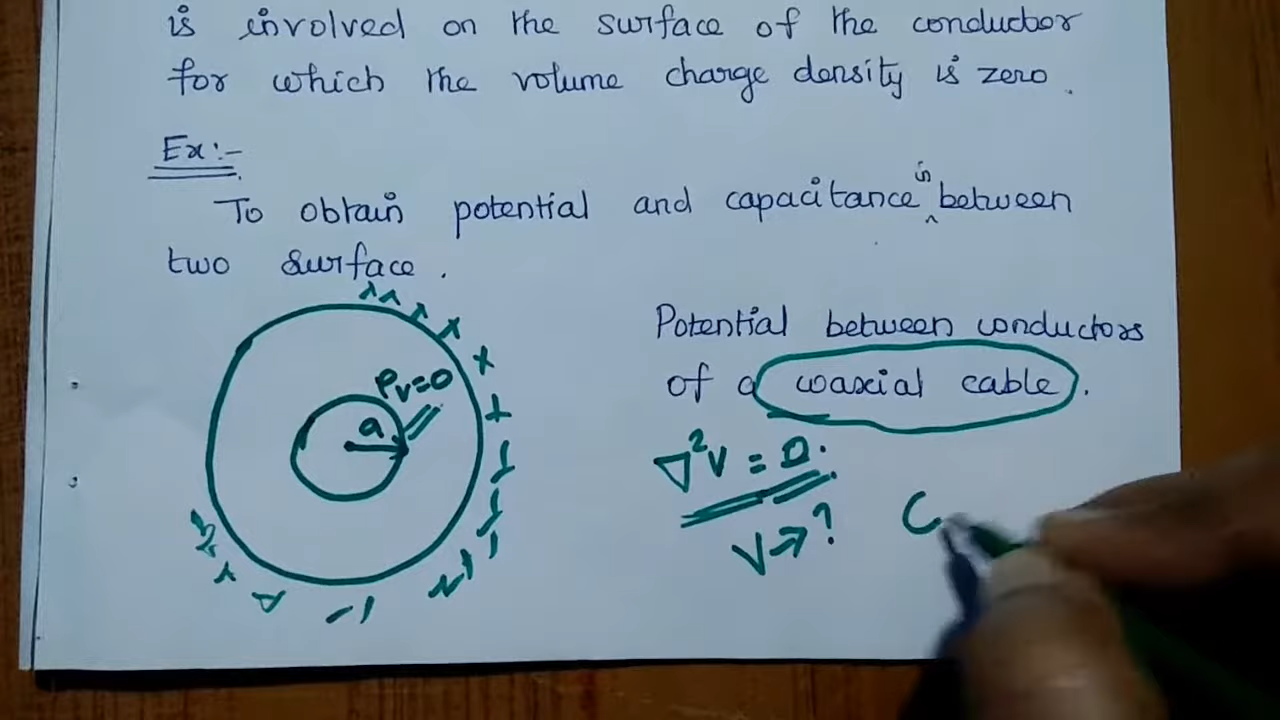 is involved on the surface of the conductor
for which the volume charge density is zero.
Ex:-
To obtain potential and capacitance in between
two surface.
Potential between conductors
of a coaxial cable.
ρv=0
a
∇²V = 0.
V→?
C